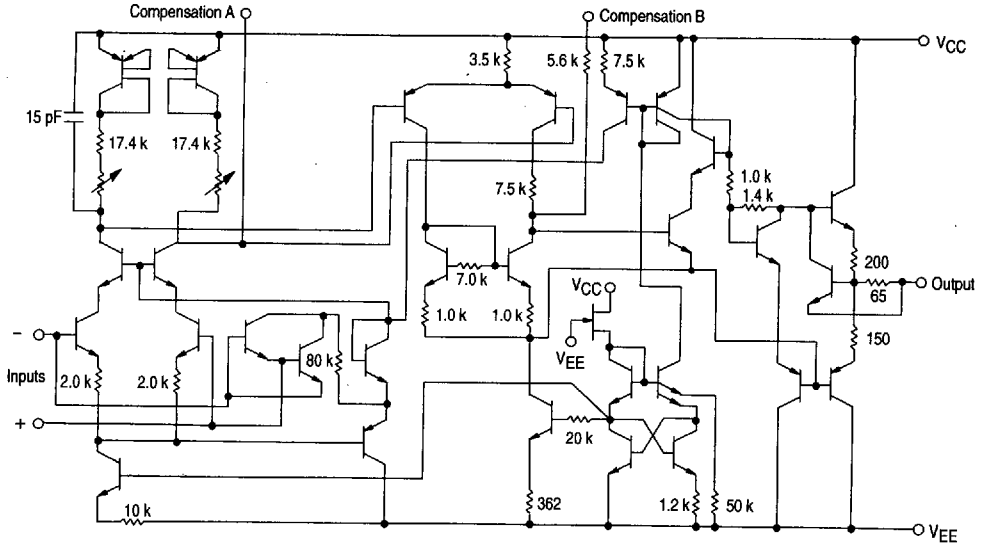 Compensation A
Compensation B
VCC
3.5 k
5.6 k
7.5 k
15 pF
17.4 k
17.4 k
1.0 k
1.4 k
7.5 k
200
7.0 k
65
Output
VCC
1.0 k
1.0 k
–
VEE
150
80 k
Inputs
2.0 k
2.0 k
+
20 k
362
1.2 k
50 k
10 k
VEE